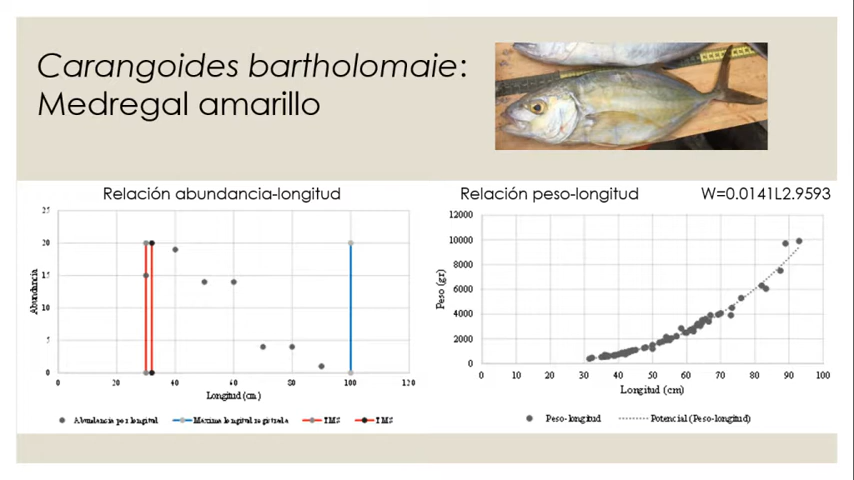 Carangoides bartholomaie:
Medregal amarillo
Relación abundancia-longitud
25
20
15
10
5
0
0 20 40 60 80 100 120
Abundancia
Longitud (cm)
Abundancia por longitud Máxima longitud registrada TMS TMS
Relación peso-longitud W=0.0141L2.9593
12000
10000
8000
6000
4000
2000
0
0 10 20 30 40 50 60 70 80 90 100
Peso (gr)
Longitud (cm)
Peso-longitud Potencial (Peso-longitud)